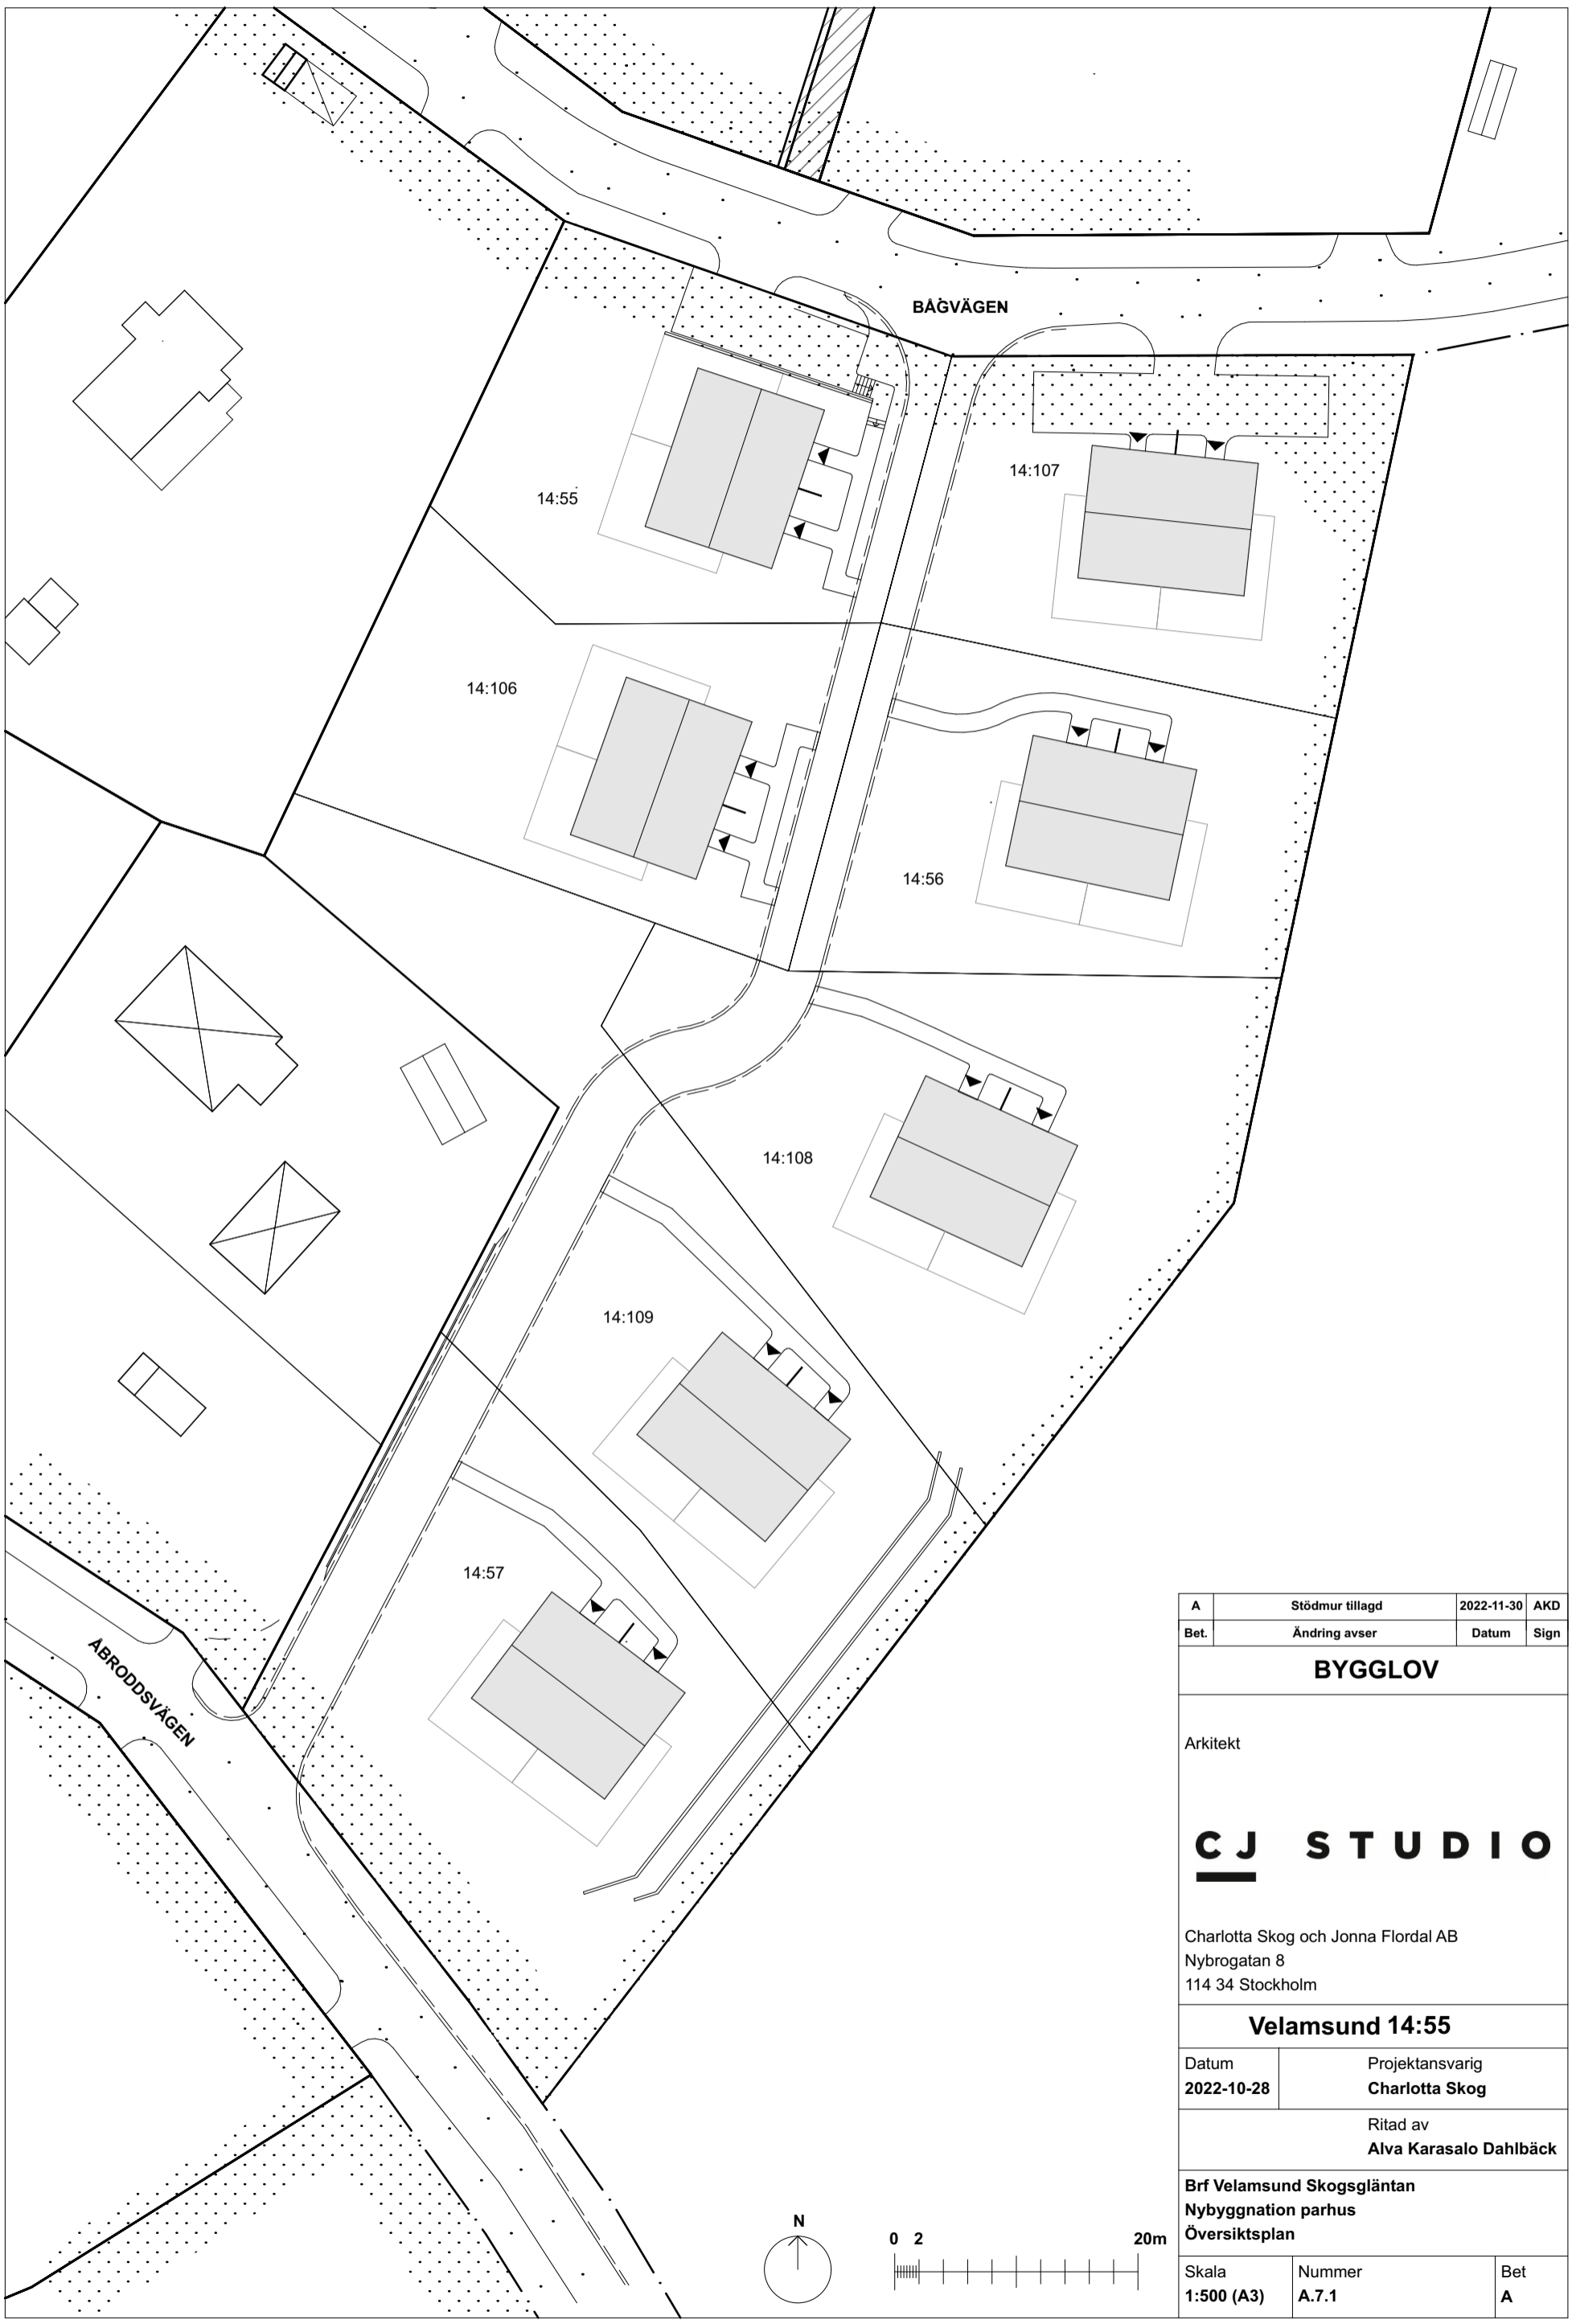 BÅGVÄGEN
14:107
14:55
14:106
14:56
14:108
14:109
14:57
ÅBRODDSVÄGEN
N
0 2 20m
A Stödmur tillagd 2022-11-30 AKD
Bet. Ändring avser Datum Sign
BYGGLOV
Arkitekt
CJ STUDIO
Charlotta Skog och Jonna Flordal AB
Nybrogatan 8
114 34 Stockholm
Velamsund 14:55
Datum Projektansvarig
2022-10-28 Charlotta Skog
Ritad av
Alva Karasalo Dahlbäck
Brf Velamsund Skogsgläntan
Nybyggnation parhus
Översiktsplan
Skala Nummer Bet
1:500 (A3) A.7.1 A